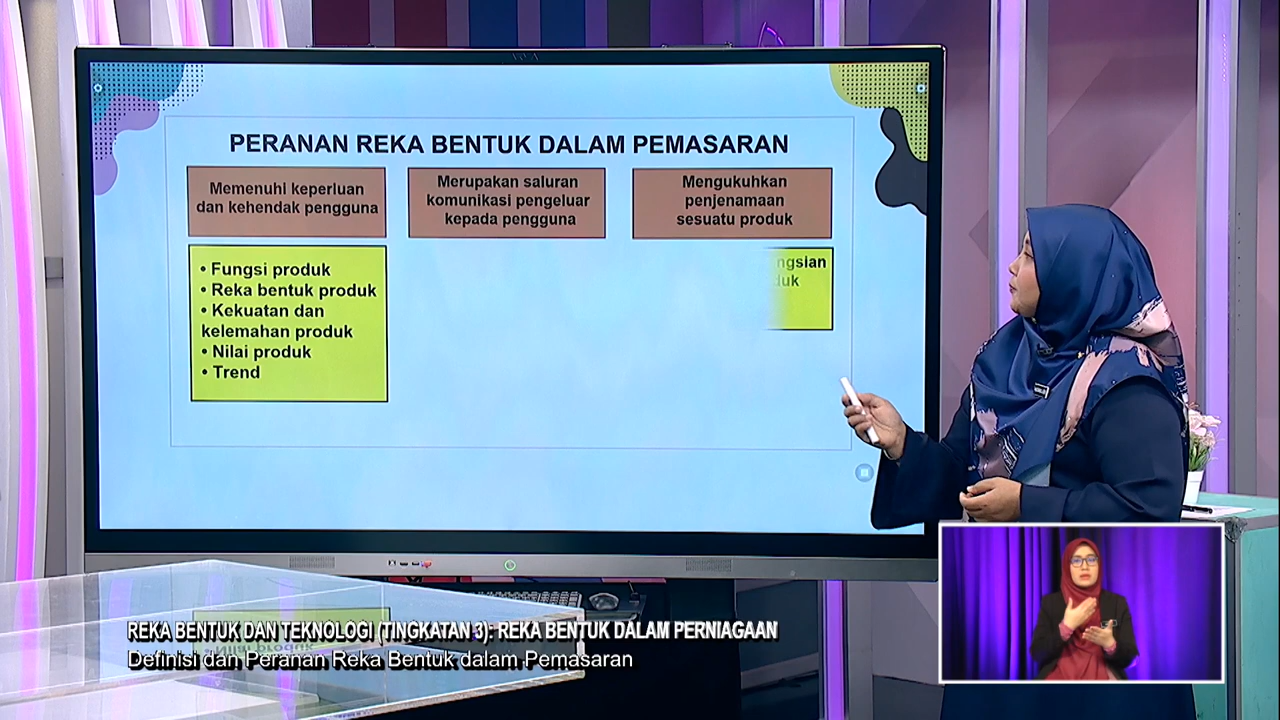 PERANAN REKA BENTUK DALAM PEMASARAN
Memenuhi keperluan
dan kehendak pengguna
Merupakan saluran
komunikasi pengeluar
kepada pengguna
Mengukuhkan
penjenamaan
sesuatu produk
• Fungsi produk
• Reka bentuk produk
• Kekuatan dan
kelemahan produk
• Nilai produk
• Trend
REKA BENTUK DAN TEKNOLOGI (TINGKATAN 3): REKA BENTUK DALAM PERNIAGAAN
Definisi dan Peranan Reka Bentuk dalam Pemasaran